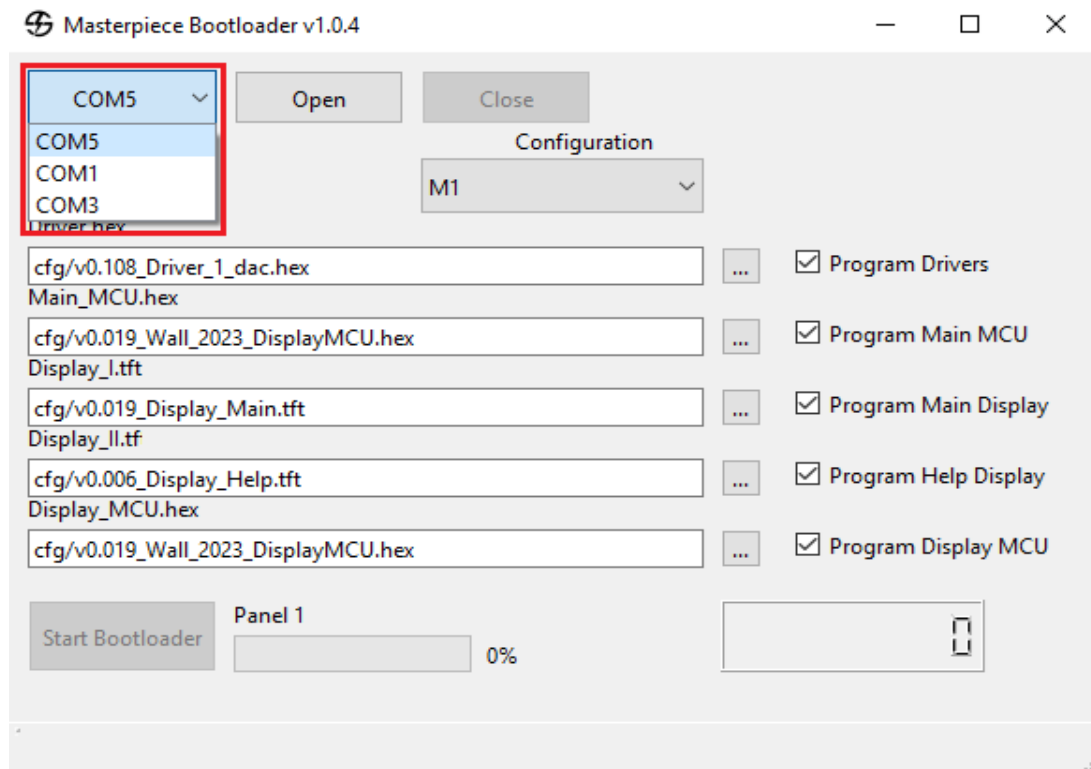 Masterpiece Bootloader v1.0.4
COM5 Open Close
COM5
COM1
COM3
Configuration
M1
Driver.hex
cfg/v0.108_Driver_1_dac.hex ... Program Drivers
Main_MCU.hex
cfg/v0.019_Wall_2023_DisplayMCU.hex ... Program Main MCU
Display_I.tft
cfg/v0.019_Display_Main.tft ... Program Main Display
Display_II.tf
cfg/v0.006_Display_Help.tft ... Program Help Display
Display_MCU.hex
cfg/v0.019_Wall_2023_DisplayMCU.hex ... Program Display MCU
Start Bootloader
Panel 1
0%
0